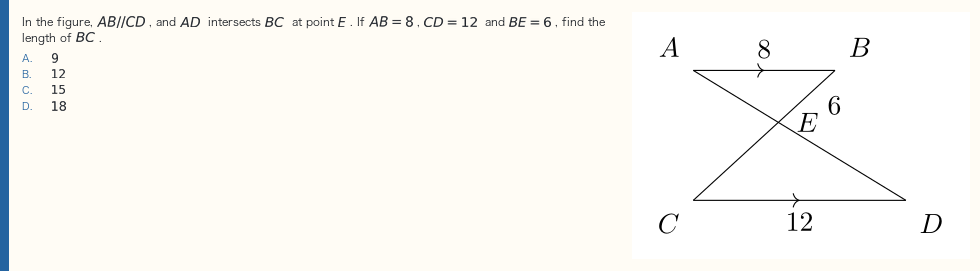 In the figure, AB//CD , and AD intersects BC at point E . If AB = 8 , CD = 12 and BE = 6 , find the
length of BC .
A. 9
B. 12
C. 15
D. 18
A 8 B
6
E
C 12 D